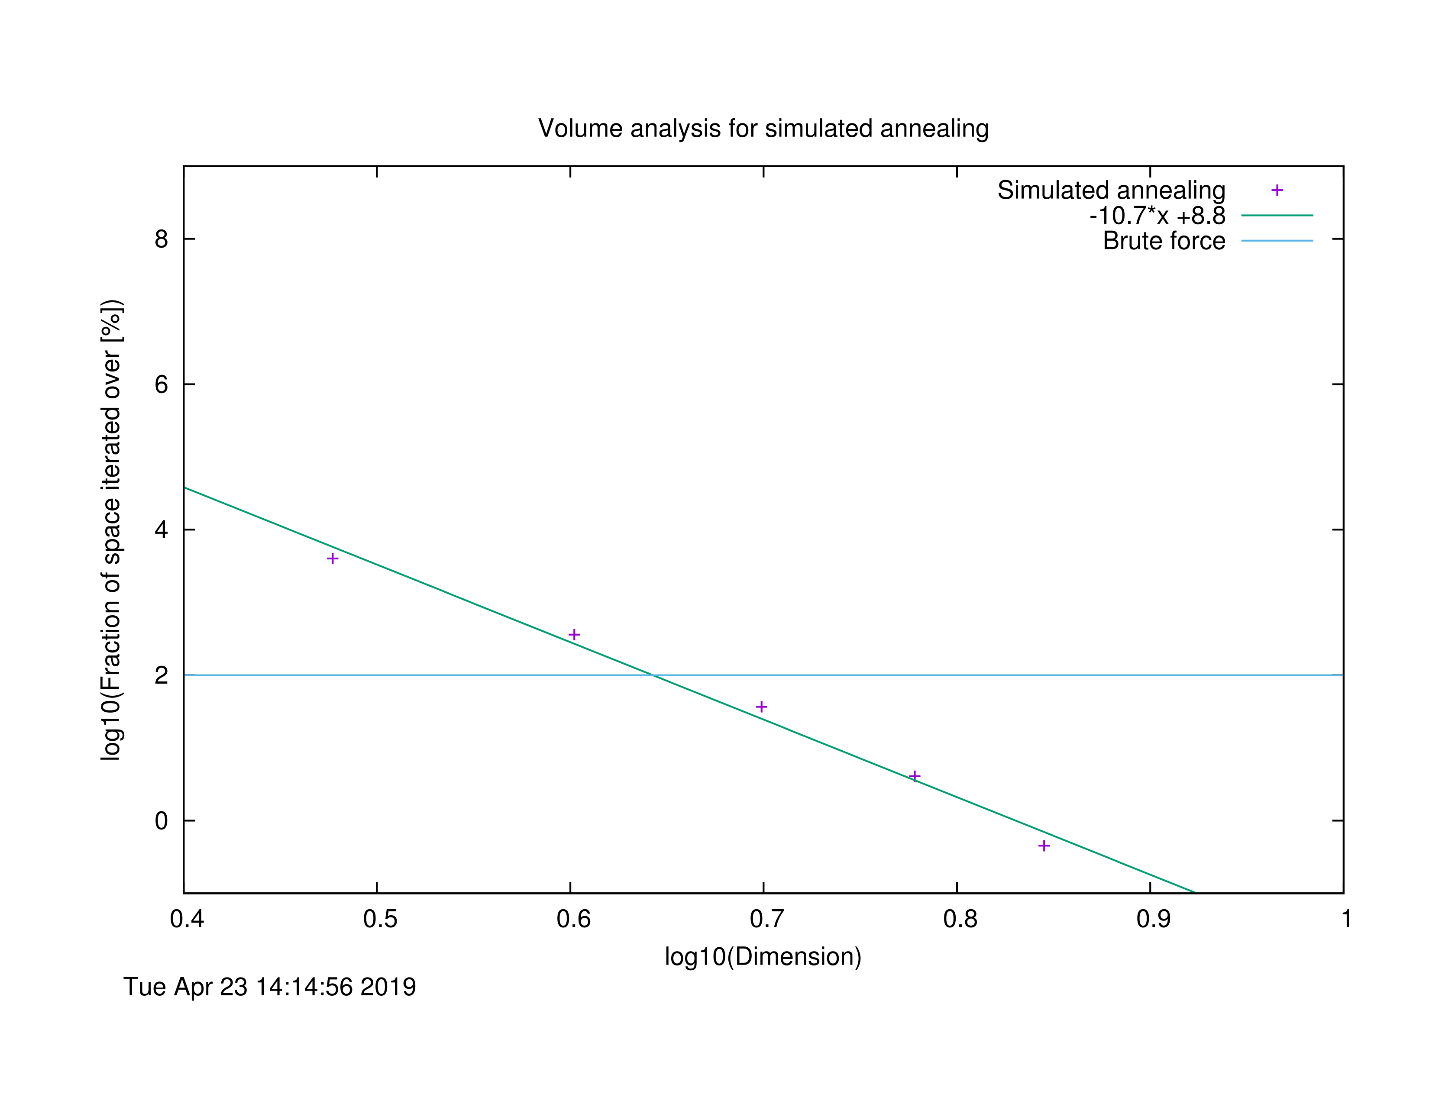 Volume analysis for simulated annealing
Simulated annealing
-10.7*x +8.8
Brute force
log10(Fraction of space iterated over [%])
8
6
4
2
0
0.4 0.5 0.6 0.7 0.8 0.9 1
log10(Dimension)
Tue Apr 23 14:14:56 2019